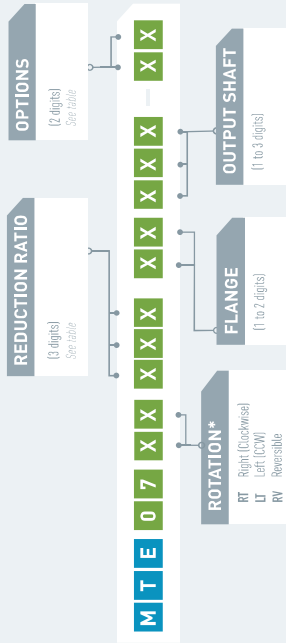 M T E 0 7 X X X X X X X X X X – X X
ROTATION*
RT Right (Clockwise)
LT Left (CCW)
RV Reversible
REDUCTION RATIO
(3 digits)
See table
FLANGE
(1 to 2 digits)
OUTPUT SHAFT
(1 to 3 digits)
OPTIONS
(2 digits)
See table